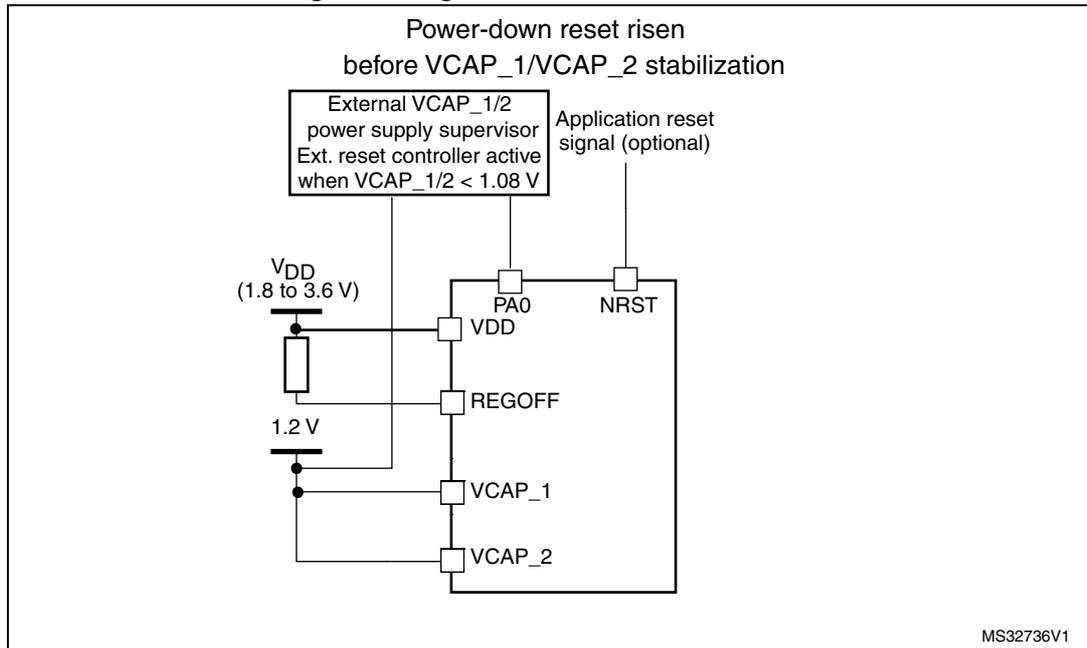 Power-down reset risen
before VCAP_1/VCAP_2 stabilization
External VCAP_1/2
power supply supervisor
Ext. reset controller active
when VCAP_1/2 < 1.08 V
Application reset
signal (optional)
VDD
(1.8 to 3.6 V)
PA0
NRST
VDD
REGOFF
1.2 V
VCAP_1
VCAP_2
MS32736V1